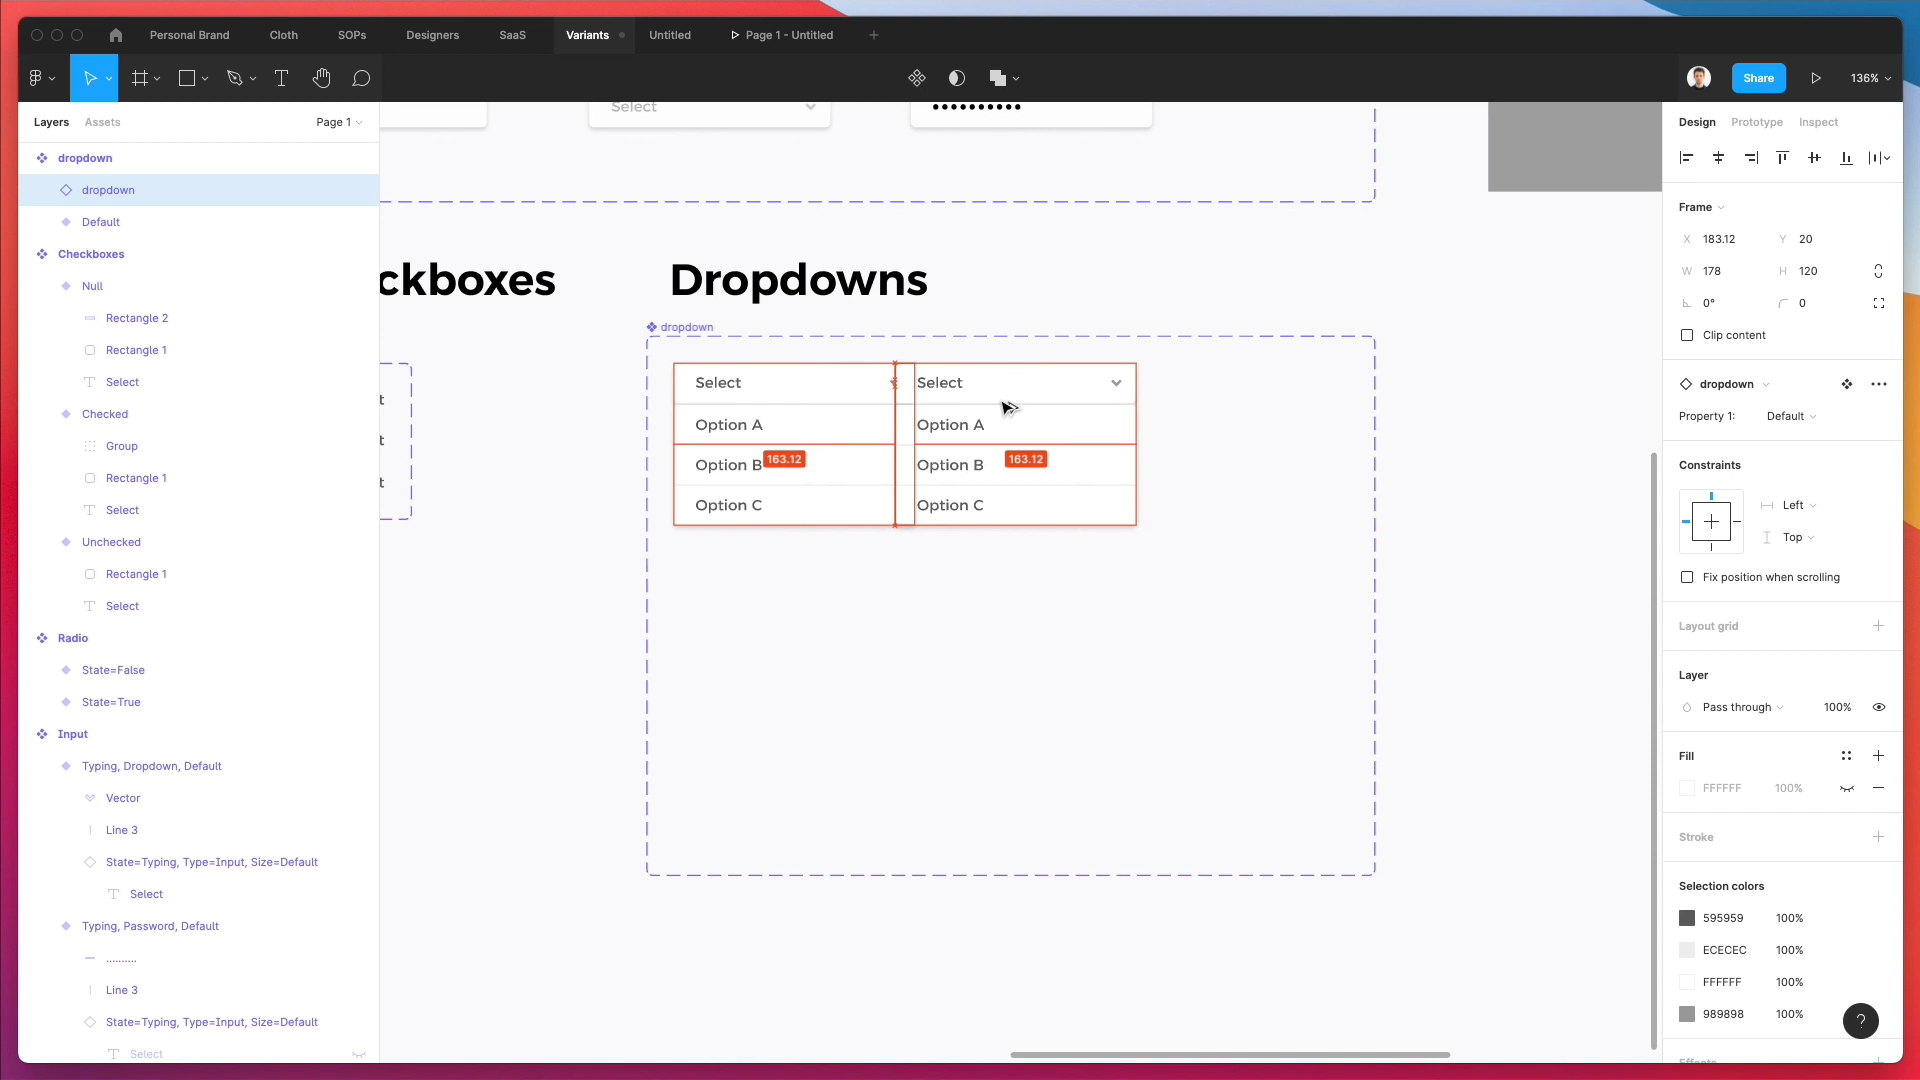 Personal Brand
Cloth
SOPs
Designers
SaaS
Variants
Untitled
Page 1 - Untitled
Share
136%
Layers
Assets
Page 1
dropdown
dropdown
Default
Checkboxes
Null
Rectangle 2
Rectangle 1
Select
Checked
Group
Rectangle 1
Select
Unchecked
Rectangle 1
Select
Radio
State=False
State=True
Input
Typing, Dropdown, Default
Vector
Line 3
State=Typing, Type=Input, Size=Default
Select
Typing, Password, Default
..........
Line 3
State=Typing, Type=Input, Size=Default
Select
Select
••••••••••
ckboxes
t
t
t
Dropdowns
dropdown
Select
Option A
Option B
Option C
163.12
Select
Option A
Option B
Option C
163.12
Design
Prototype
Inspect
Frame
X 183.12
Y 20
W 178
H 120
0°
0
Clip content
dropdown
Property 1: Default
Constraints
Left
Top
Fix position when scrolling
Layout grid
Layer
Pass through 100%
Fill
FFFFFF 100%
Stroke
Selection colors
595959 100%
ECECEC 100%
FFFFFF 100%
989898 100%
?
Effects